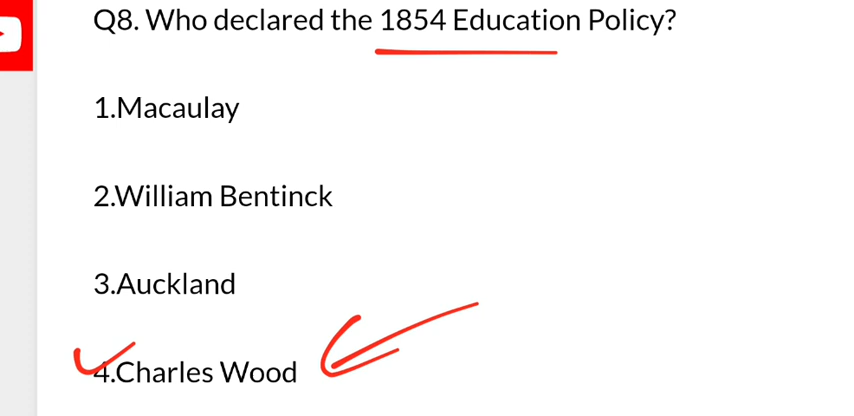 Q8. Who declared the 1854 Education Policy?
1.Macaulay
2.William Bentinck
3.Auckland
4.Charles Wood